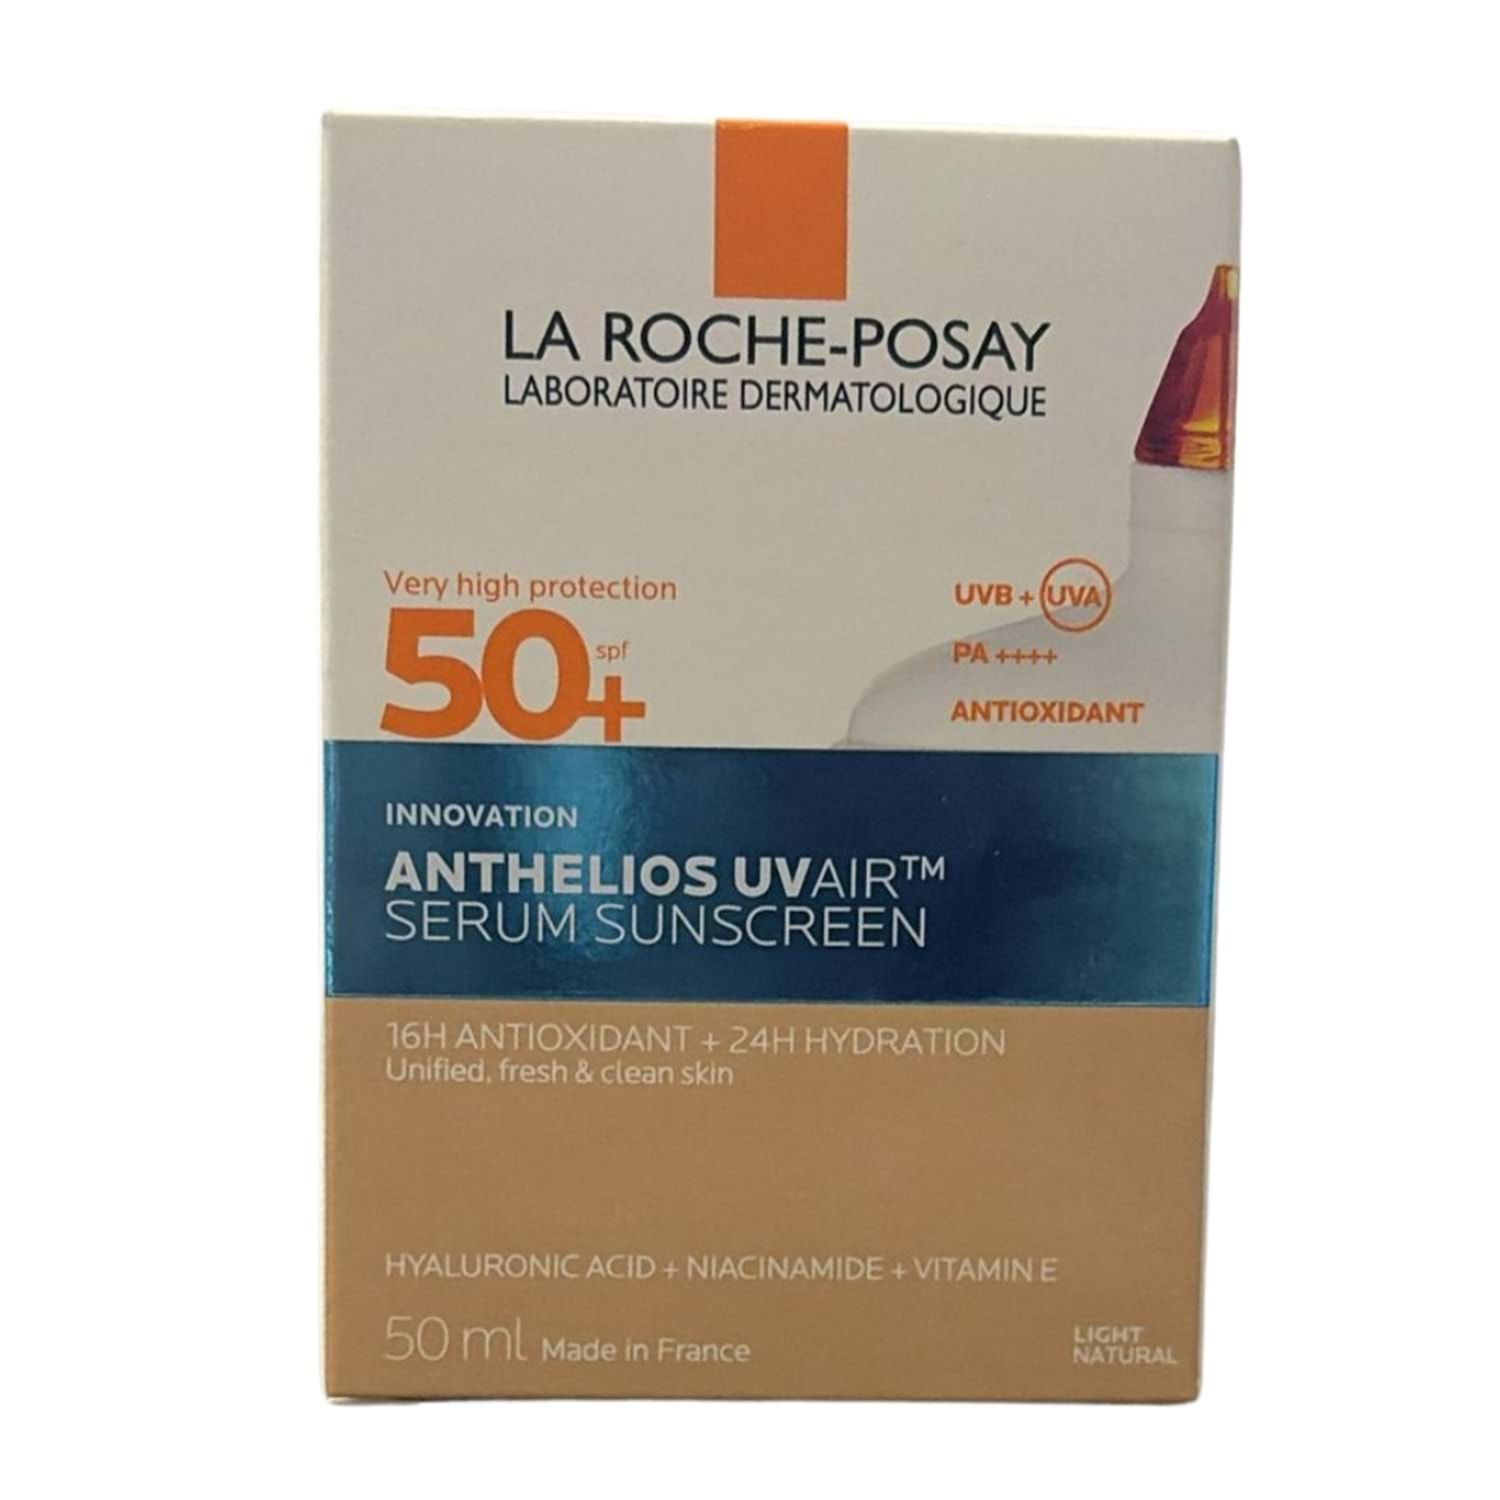 LA ROCHE-POSAY
LABORATOIRE DERMATOLOGIQUE
Very high protection
50+ spf
UVB + UVA
PA ++++
ANTIOXIDANT
INNOVATION
ANTHELIOS UVAIR™
SERUM SUNSCREEN
16H ANTIOXIDANT + 24H HYDRATION
Unified, fresh & clean skin
HYALURONIC ACID + NIACINAMIDE + VITAMIN E
50 ml Made in France
LIGHT
NATURAL